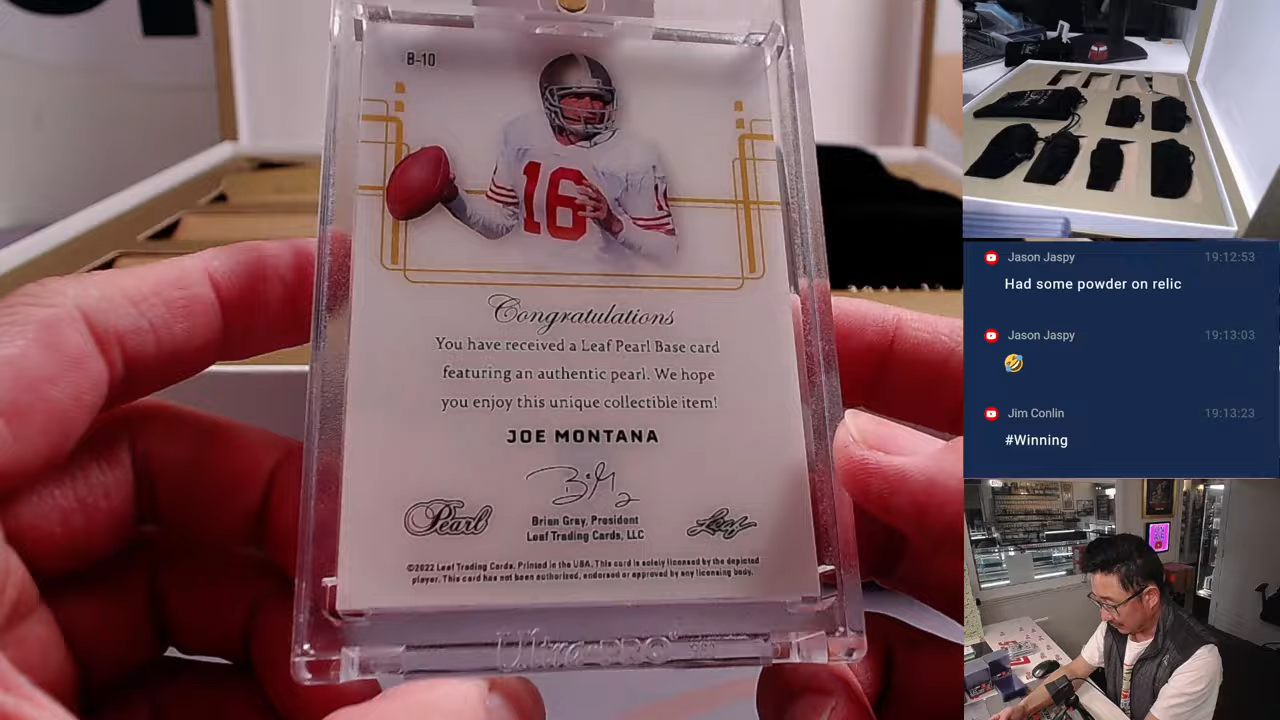 B-10
16
1
Congratulations
You have received a Leaf Pearl Base card
featuring an authentic pearl. We hope
you enjoy this unique collectible item!
JOE MONTANA
Pearl
Brian Gray, President
Leaf Trading Cards, LLC
Leaf
©2022 Leaf Trading Cards. Printed in the USA. This card is solely licensed by the depicted
player. This card has not been authorized, endorsed or approved by any licensing body.
Ultra PRO
Jason Jaspy 19:12:53
Had some powder on relic
Jason Jaspy 19:13:03
🤣
Jim Conlin 19:13:23
#Winning